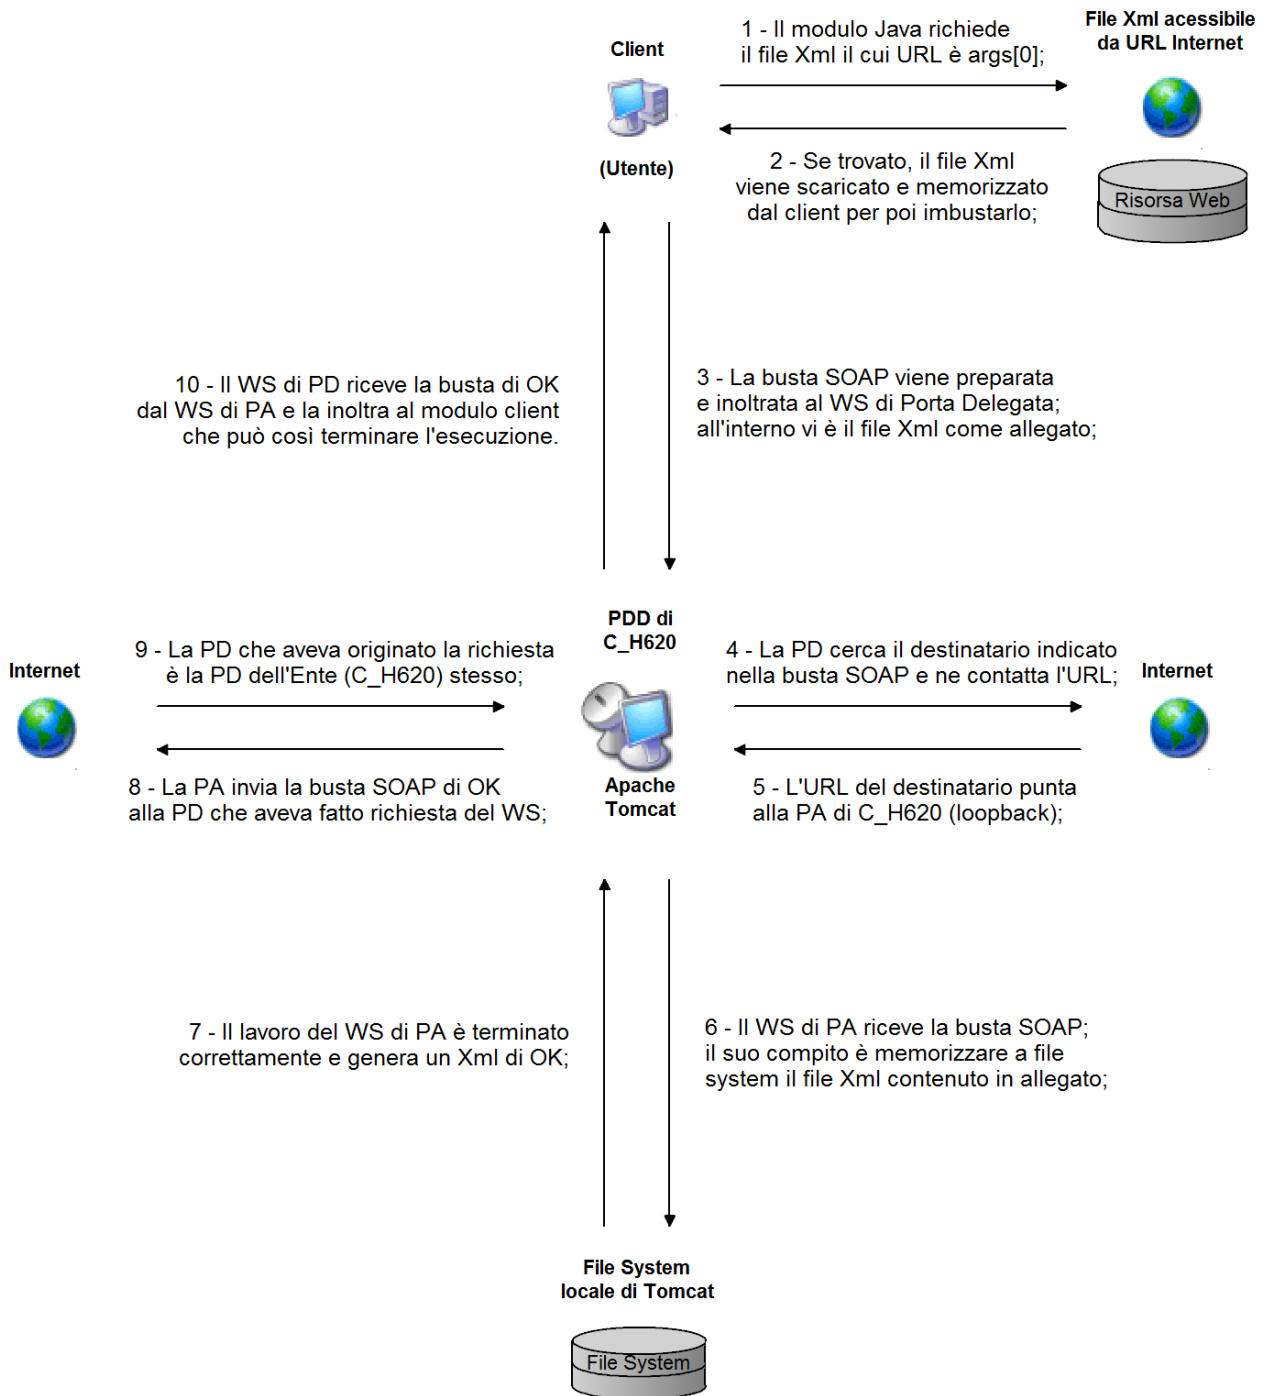 Client
1 - Il modulo Java richiede
il file Xml il cui URL è args[0];
File Xml acessibile
da URL Internet
(Utente)
2 - Se trovato, il file Xml
viene scaricato e memorizzato
dal client per poi imbustarlo;
Risorsa Web
10 - Il WS di PD riceve la busta di OK
dal WS di PA e la inoltra al modulo client
che può così terminare l'esecuzione.
3 - La busta SOAP viene preparata
e inoltrata al WS di Porta Delegata;
all'interno vi è il file Xml come allegato;
Internet
9 - La PD che aveva originato la richiesta
è la PD dell'Ente (C_H620) stesso;
PDD di
C_H620
4 - La PD cerca il destinatario indicato
nella busta SOAP e ne contatta l'URL;
Internet
8 - La PA invia la busta SOAP di OK
alla PD che aveva fatto richiesta del WS;
Apache
Tomcat
5 - L'URL del destinatario punta
alla PA di C_H620 (loopback);
7 - Il lavoro del WS di PA è terminato
correttamente e genera un Xml di OK;
6 - Il WS di PA riceve la busta SOAP;
il suo compito è memorizzare a file
system il file Xml contenuto in allegato;
File System
locale di Tomcat
File System